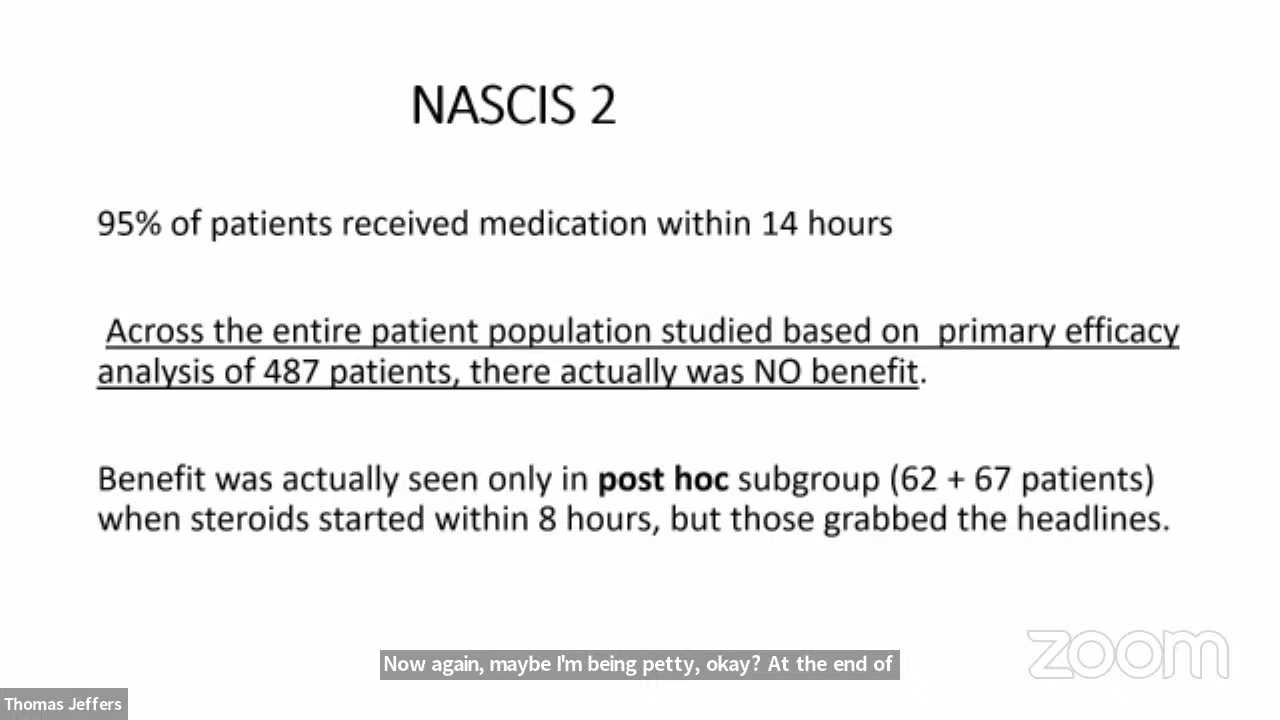 NASCIS 2
95% of patients received medication within 14 hours
Across the entire patient population studied based on primary efficacy
analysis of 487 patients, there actually was NO benefit.
Benefit was actually seen only in post hoc subgroup (62 + 67 patients)
when steroids started within 8 hours, but those grabbed the headlines.
zoom
Now again, maybe I'm being petty, okay? At the end of
Thomas Jeffers